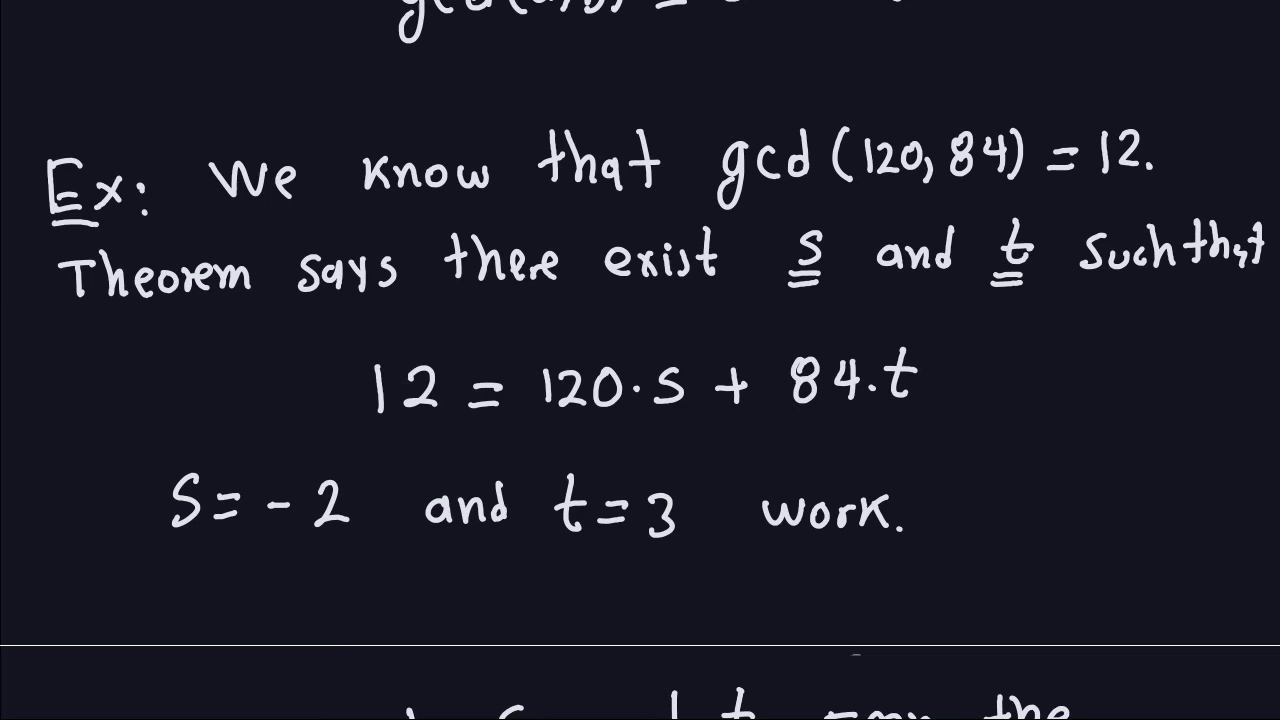 Ex: We know that gcd(120, 84) = 12.
Theorem says there exist s and t such that
12 = 120·s + 84·t
s = -2 and t = 3 work.
the